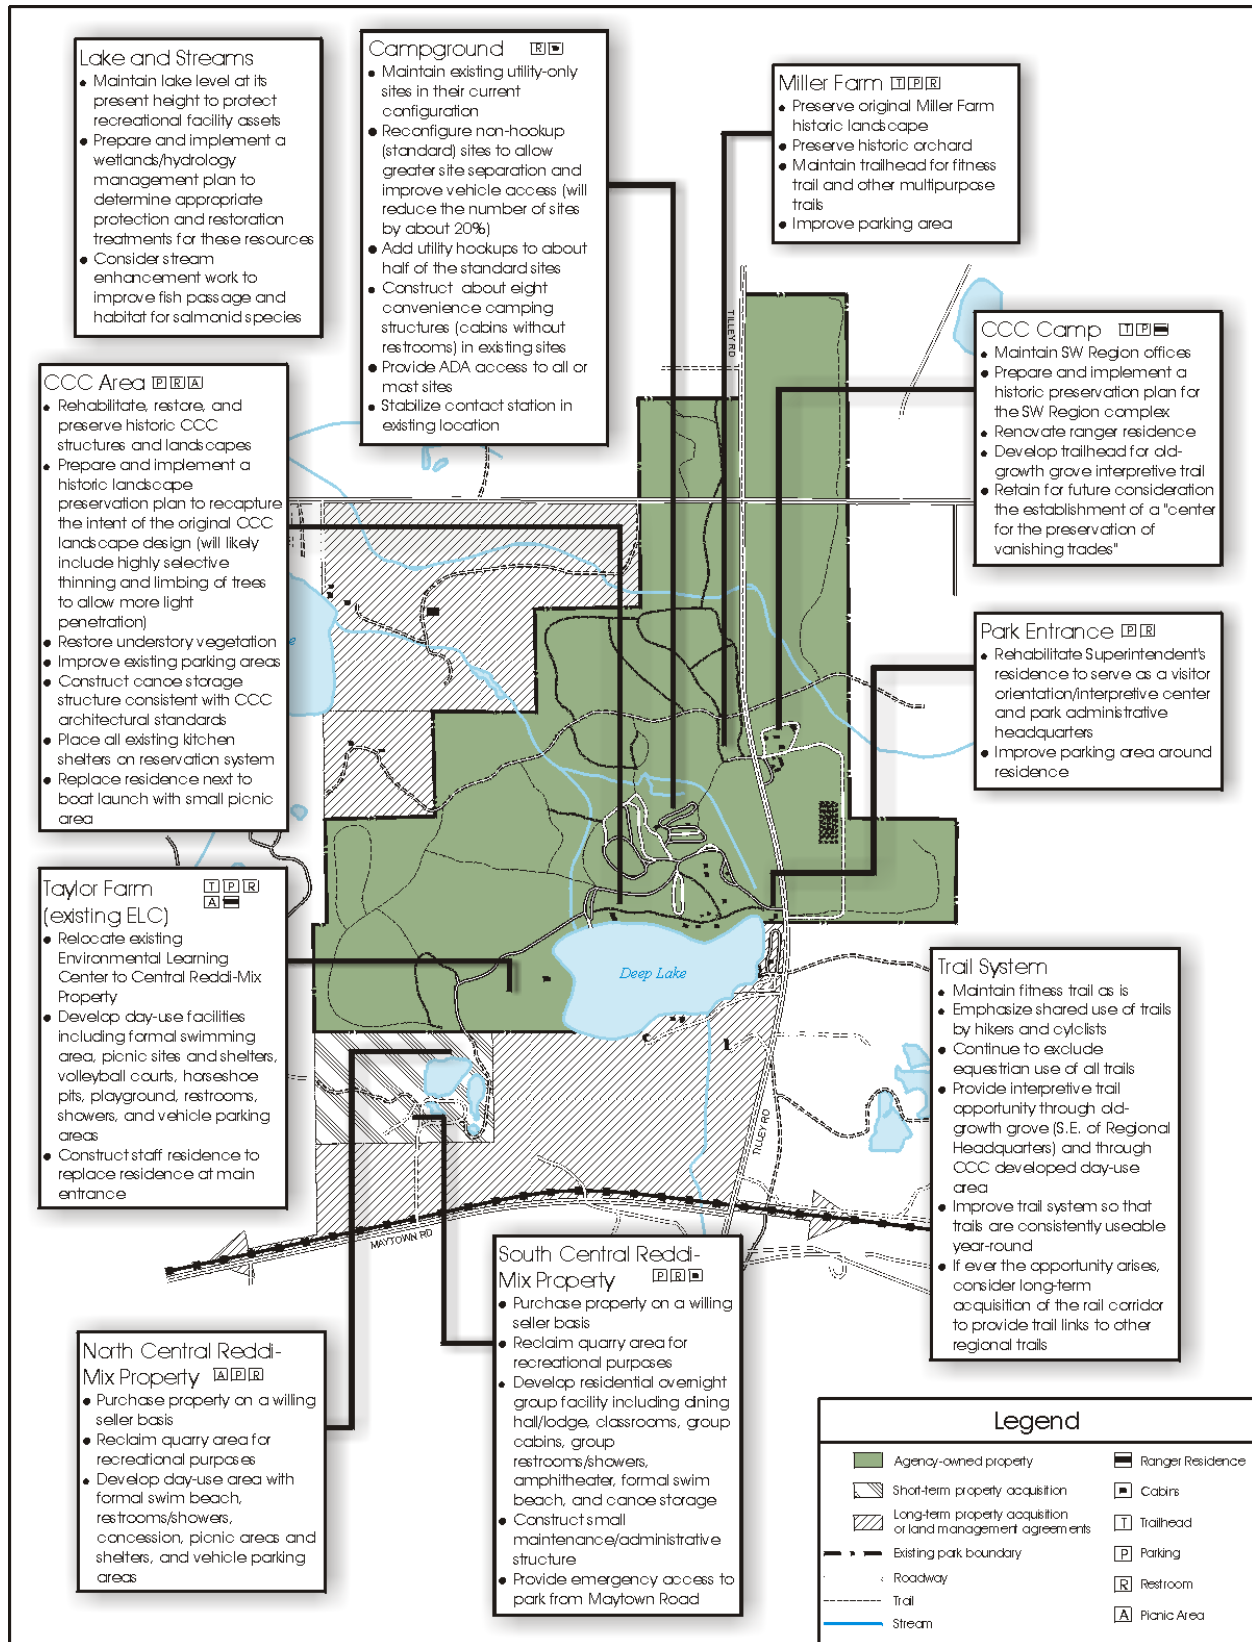 Lake and Streams
• Maintain lake level at its
present height to protect
recreational facility assets
• Prepare and implement a
wetlands/hydrology
management plan to
determine appropriate
protection and restoration
treatments for these resources
• Consider stream
enhancement work to
improve fish passage and
habitat for salmonid species
Campground R
• Maintain existing utility-only
sites in their current
configuration
• Reconfigure non-hookup
(standard) sites to allow
greater site separation and
improve vehicle access (will
reduce the number of sites
by about 20%)
• Add utility hookups to about
half of the standard sites
• Construct about eight
convenience camping
structures (cabins without
restrooms) in existing sites
• Provide ADA access to all or
most sites
• Stabilize contact station in
existing location
Miller Farm T P R
• Preserve original Miller Farm
historic landscape
• Preserve historic orchard
• Maintain trailhead for fitness
trail and other multipurpose
trails
• Improve parking area
CCC Camp T P
• Maintain SW Region offices
• Prepare and implement a
historic preservation plan for
the SW Region complex
• Renovate ranger residence
• Develop trailhead for old-
growth grove interpretive trail
• Retain for future consideration
the establishment of a "center
for the preservation of
vanishing trades"
CCC Area P R A
• Rehabilitate, restore, and
preserve historic CCC
structures and landscapes
• Prepare and implement a
historic landscape
preservation plan to recapture
the intent of the original CCC
landscape design (will likely
include highly selective
thinning and limbing of trees
to allow more light
penetration)
• Restore understory vegetation
• Improve existing parking areas
• Construct canoe storage
structure consistent with CCC
architectural standards
• Place all existing kitchen
shelters on reservation system
• Replace residence next to
boat launch with small picnic
area
Park Entrance P R
• Rehabilitate Superintendent's
residence to serve as a visitor
orientation/interpretive center
and park administrative
headquarters
• Improve parking area around
residence
Taylor Farm T P R
(existing ELC) A
• Relocate existing
Environmental Learning
Center to Central Reddi-Mix
Property
• Develop day-use facilities
including formal swimming
area, picnic sites and shelters,
volleyball courts, horseshoe
pits, playground, restrooms,
showers, and vehicle parking
areas
• Construct staff residence to
replace residence at main
entrance
Trail System
• Maintain fitness trail as is
• Emphasize shared use of trails
by hikers and cylclists
• Continue to exclude
equestrian use of all trails
• Provide interpretive trail
opportunity through old-
growth grove (S.E. of Regional
Headquarters) and through
CCC developed day-use
area
• Improve trail system so that
trails are consistently useable
year-round
• If ever the opportunity arises,
consider long-term
acquisition of the rail corridor
to provide trail links to other
regional trails
TILLEY RD
Deep Lake
TILLEY RD
MAYTOWN RD
South Central Reddi-
Mix Property P R
• Purchase property on a willing
seller basis
• Reclaim quarry area for
recreational purposes
• Develop residential overnight
group facility including dining
hall/lodge, classrooms, group
cabins, group
restrooms/showers,
amphitheater, formal swim
beach, and canoe storage
• Construct small
maintenance/administrative
structure
• Provide emergency access to
park from Maytown Road
North Central Reddi-
Mix Property A P R
• Purchase property on a willing
seller basis
• Reclaim quarry area for
recreational purposes
• Develop day-use area with
formal swim beach,
restrooms/showers,
concession, picnic areas and
shelters, and vehicle parking
areas
Legend
Agency-owned property
Short-term property acquisition
Long-term property acquisition
or land management agreements
Existing park boundary
Roadway
Trail
Stream
Ranger Residence
Cabins
T Trailhead
P Parking
R Restroom
A Picnic Area